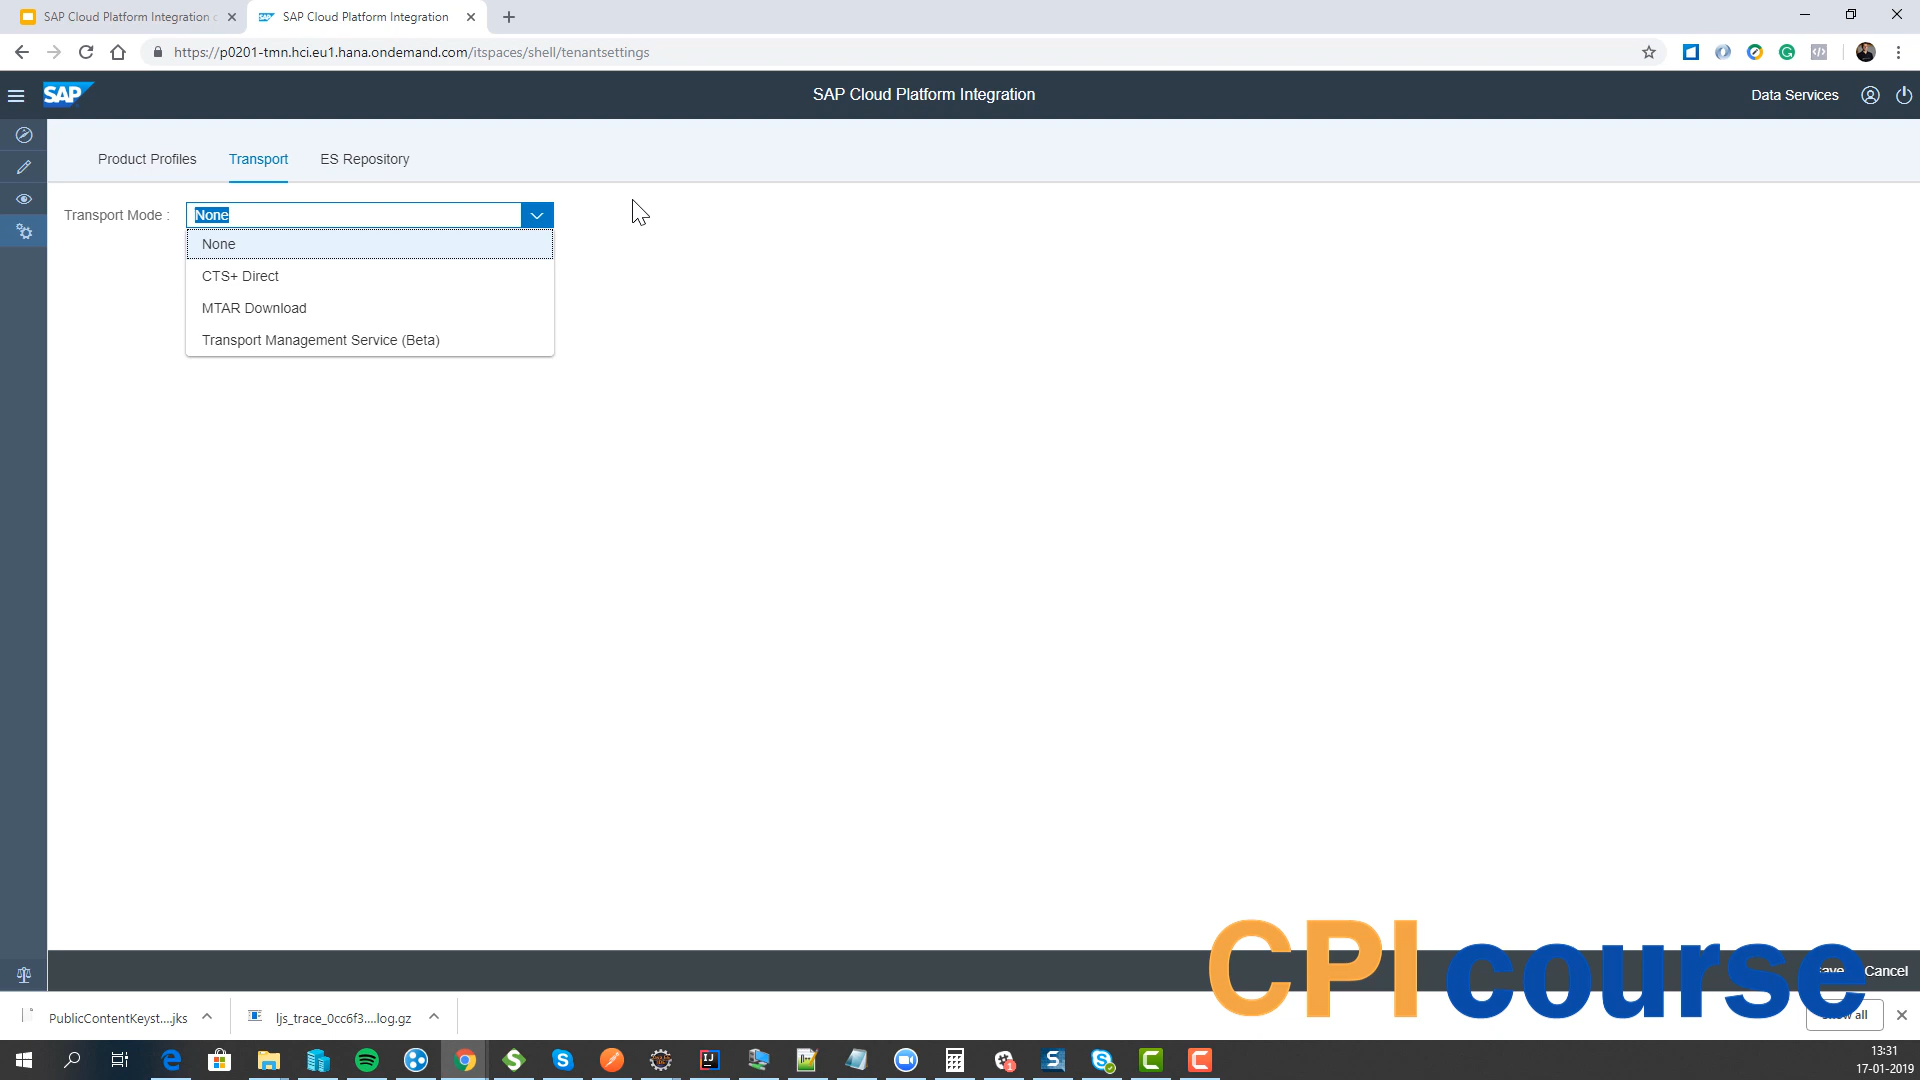 SAP Cloud Platform Integration
SAP Cloud Platform Integration
https://p0201-tmn.hci.eu1.hana.ondemand.com/itspaces/shell/tenantsettings
SAP
SAP Cloud Platform Integration
Data Services
Product Profiles
Transport
ES Repository
Transport Mode :
None
None
CTS+ Direct
MTAR Download
Transport Management Service (Beta)
Cancel
CPI course
PublicContentKeyst....jks
ljs_trace_0cc6f3....log.gz
all
13:31
17-01-2019